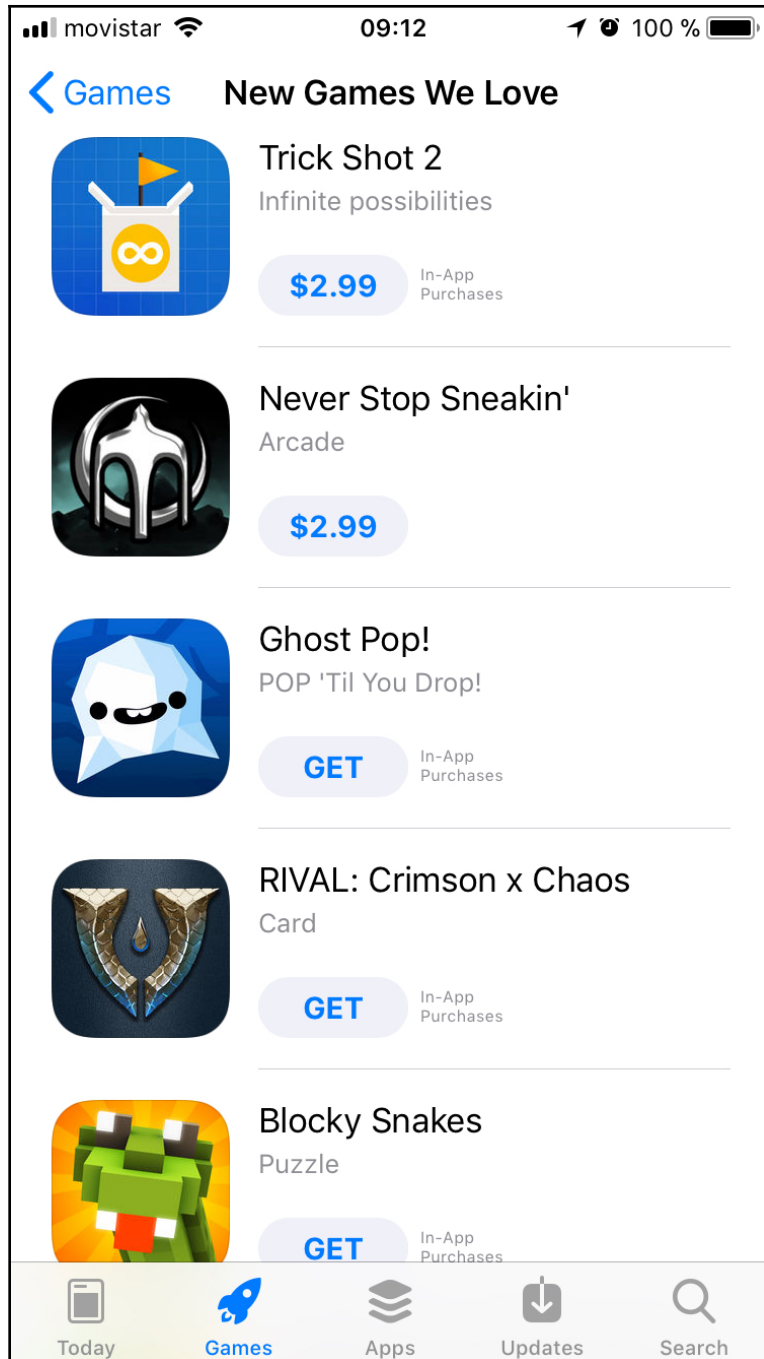 movistar 09:12 100 %
Games New Games We Love
Trick Shot 2
Infinite possibilities
$2.99 In-App
Purchases
Never Stop Sneakin'
Arcade
$2.99
Ghost Pop!
POP 'Til You Drop!
GET In-App
Purchases
RIVAL: Crimson x Chaos
Card
GET In-App
Purchases
Blocky Snakes
Puzzle
GET In-App
Purchases
Today Games Apps Updates Search